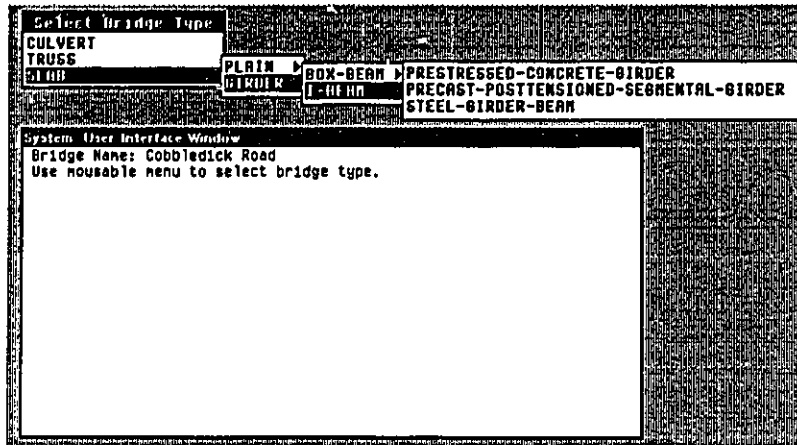 Select Bridge Type
CULVERT
TRUSS
SLAB
PLAIN
GIRDER
BOX-BEAM
I-BEAM
PRESTRESSED-CONCRETE-GIRDER
PRECAST-POSTTENSIONED-SEGMENTAL-GIRDER
STEEL-GIRDER-BEAM
System User Interface Window
Bridge Name: Cobbledick Road
Use mousable menu to select bridge type.